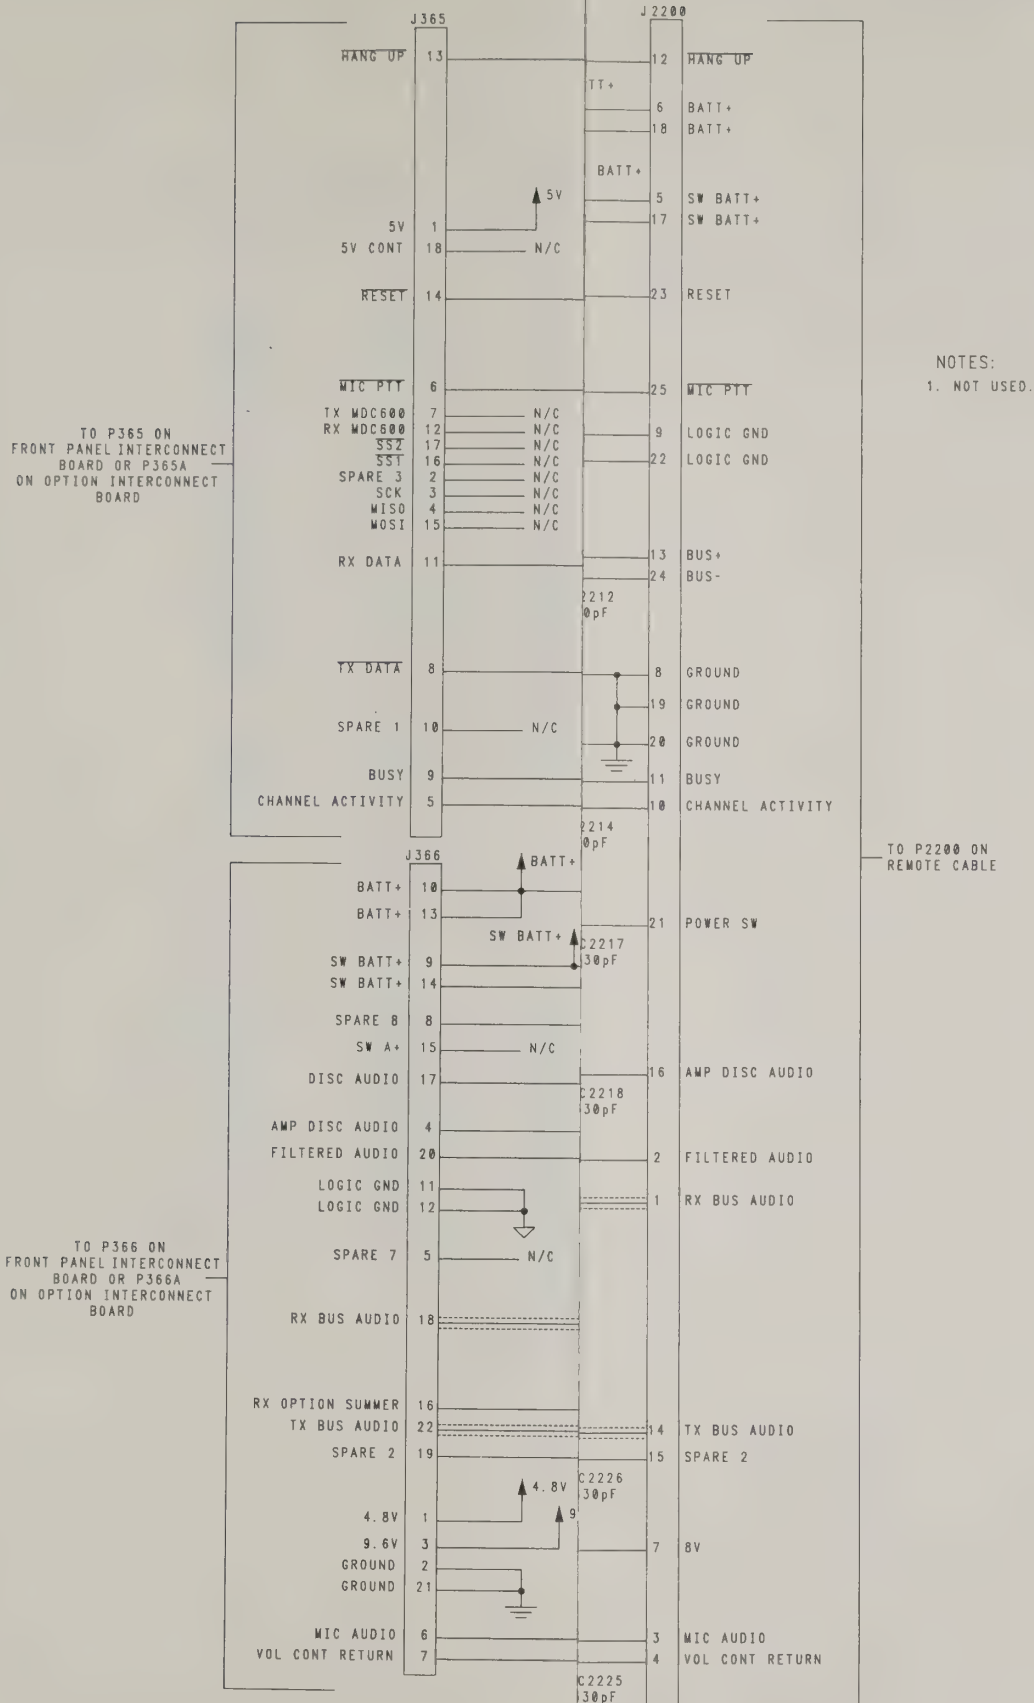 J365
HANG UP 13
5V
5V 1
5V CONT 18 N/C
RESET 14
MIC PTT 6
TX MDC600 7 N/C
RX MDC600 12 N/C
SS2 17 N/C
SS1 16 N/C
SPARE 3 2 N/C
SCK 3 N/C
MISO 4 N/C
MOSI 15 N/C
RX DATA 11
TX DATA 8
SPARE 1 10 N/C
BUSY 9
CHANNEL ACTIVITY 5
TO P365 ON
FRONT PANEL INTERCONNECT
BOARD OR P365A
ON OPTION INTERCONNECT
BOARD
J366
BATT+
BATT+ 10
BATT+ 13
SW BATT+
SW BATT+ 9
SW BATT+ 14
SPARE 8 8
SW A+ 15 N/C
DISC AUDIO 17
AMP DISC AUDIO 4
FILTERED AUDIO 20
LOGIC GND 11
LOGIC GND 12
SPARE 7 5 N/C
RX BUS AUDIO 18
RX OPTION SUMMER 16
TX BUS AUDIO 22
SPARE 2 19
4.8V
4.8V 1
9
9.6V 3
GROUND 2
GROUND 21
MIC AUDIO 6
VOL CONT RETURN 7
TO P366 ON
FRONT PANEL INTERCONNECT
BOARD OR P366A
ON OPTION INTERCONNECT
BOARD
J2200
12 HANG UP
TT+
6 BATT+
18 BATT+
BATT+
5 SW BATT+
17 SW BATT+
23 RESET
25 MIC PTT
9 LOGIC GND
22 LOGIC GND
13 BUS+
24 BUS-
2212
0pF
8 GROUND
19 GROUND
20 GROUND
11 BUSY
10 CHANNEL ACTIVITY
2214
0pF
21 POWER SW
C2217
30pF
16 AMP DISC AUDIO
C2218
30pF
2 FILTERED AUDIO
1 RX BUS AUDIO
14 TX BUS AUDIO
15 SPARE 2
C2226
30pF
7 8V
3 MIC AUDIO
4 VOL CONT RETURN
C2225
30pF
TO P2200 ON
REMOTE CABLE
NOTES:
1. NOT USED.